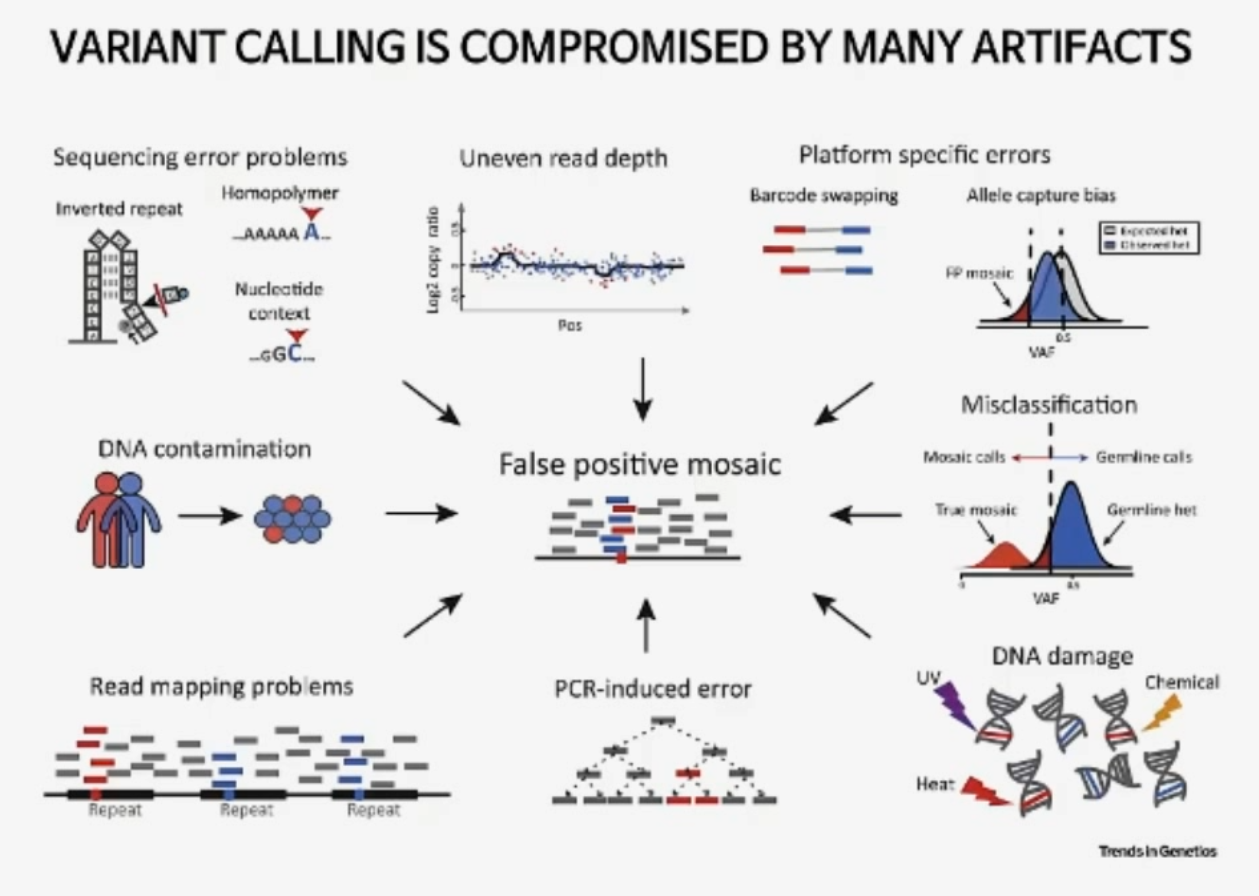 VARIANT CALLING IS COMPROMISED BY MANY ARTIFACTS
Sequencing error problems
Inverted repeat
Homopolymer
...AAAAA A...
Nucleotide
context
...GGC...
Uneven read depth
Log2 copy ratio
0.5
0
-0.5
Pos
Platform specific errors
Barcode swapping
Allele capture bias
Expected het
Observed het
FP mosaic
0.5
VAF
DNA contamination
False positive mosaic
Misclassification
Mosaic calls
Germline calls
True mosaic
Germline het
0
0.5
VAF
Read mapping problems
Repeat
Repeat
Repeat
PCR-induced error
DNA damage
UV
Chemical
Heat
Trends in Genetics